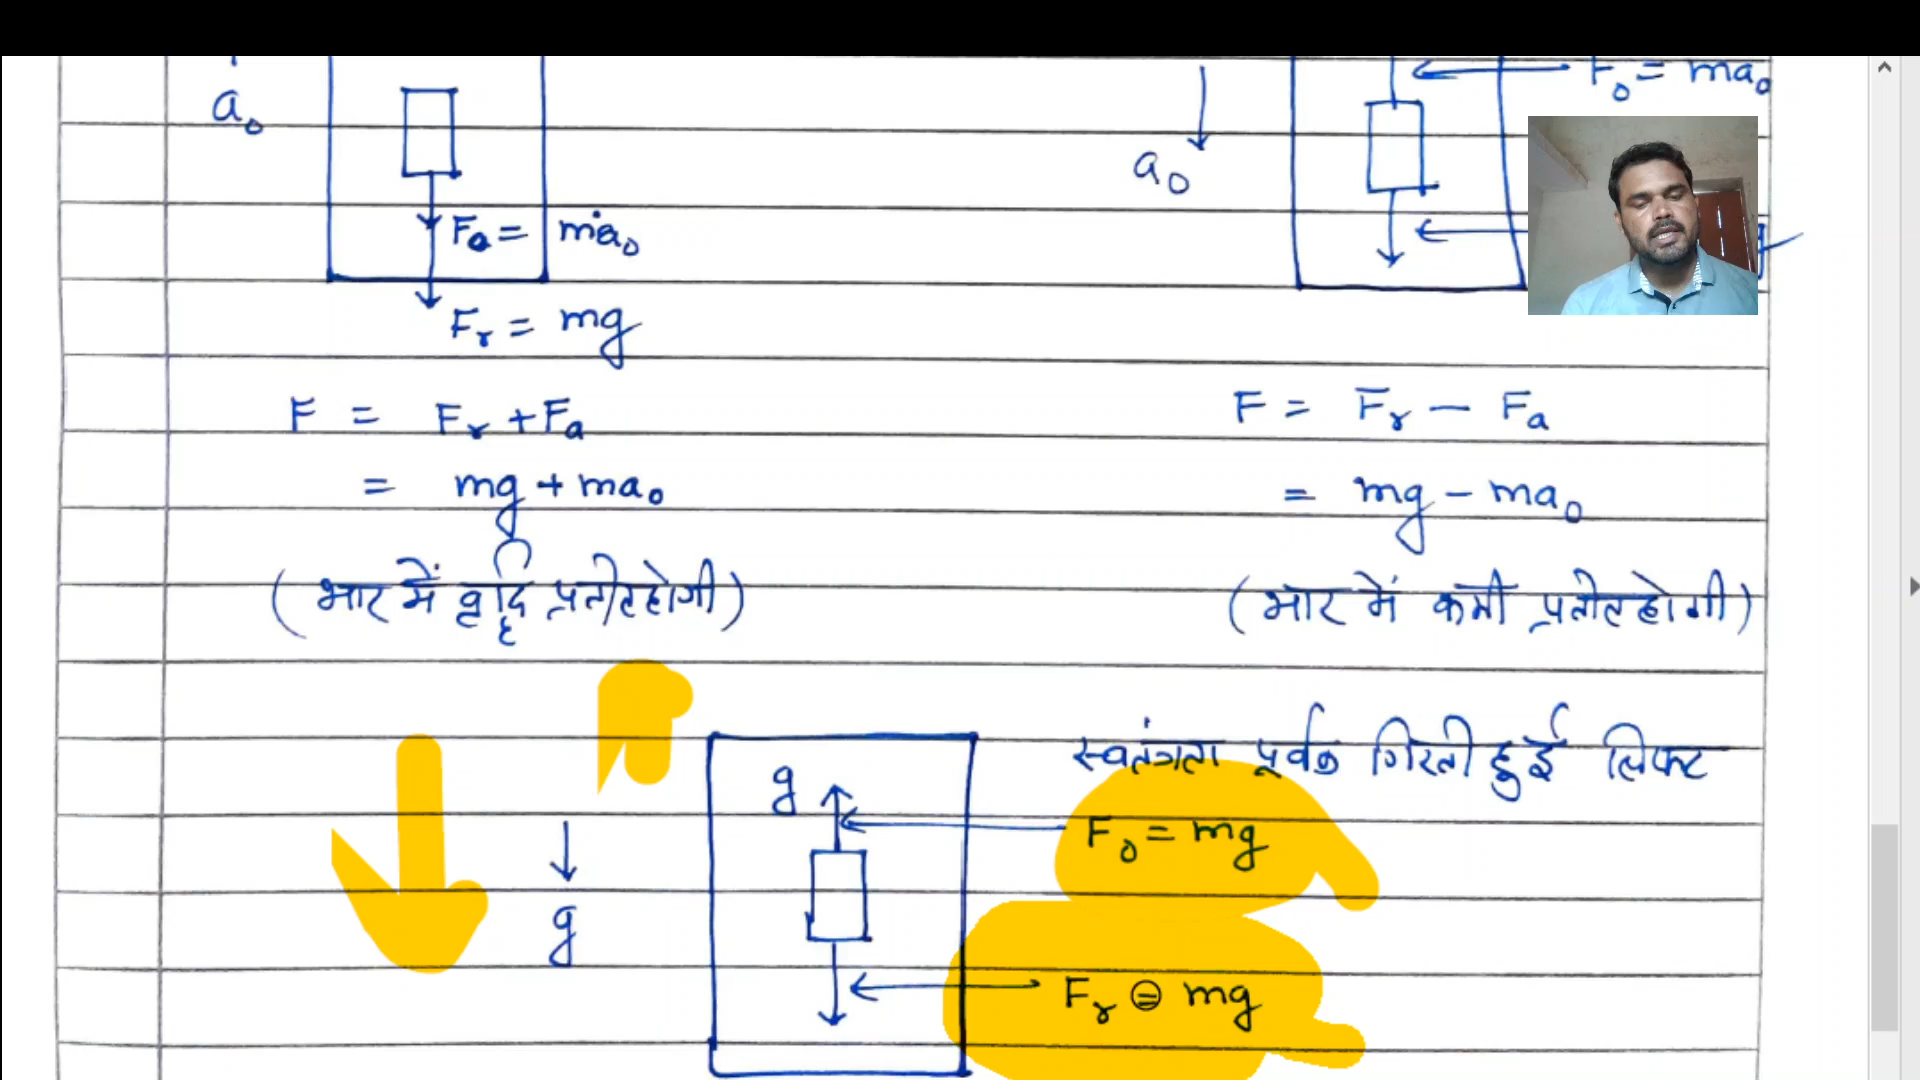 a₀
F₀ = ma₀
a₀
Fa = ma₀
Fr = mg
F = Fr + Fa
= mg + ma₀
(भार में वृद्धि प्रतीत होगी)
F = Fr − Fa
= mg − ma₀
(भार में कमी प्रतीत होगी)
स्वतंत्रता पूर्वक गिरती हुई लिफ्ट
g
F₀ = mg
g
Fr = mg